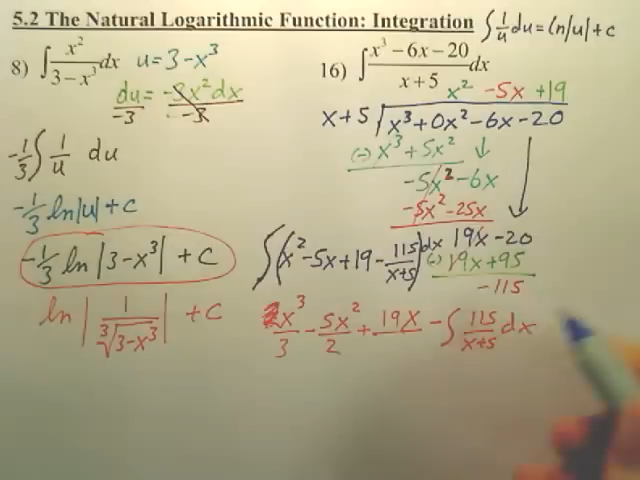 5.2 The Natural Logarithmic Function: Integration ∫ 1/u du = ln|u| + c
8) ∫ x²/(3-x³) dx u = 3-x³
du/-3 = -3x²dx/-3
-1/3 ∫ 1/u du
-1/3 ln|u| + c
-1/3 ln|3-x³| + C
ln|1/∛(3-x³)| + C
16) ∫ (x³-6x-20)/(x+5) dx
x² -5x +19
x+5 x³+0x²-6x-20
(-) x³+5x² ↓
-5x²-6x
-5x²-25x
19x-20
(-) 19x+95
-115
∫(x²-5x+19-115/(x+5))dx
x³/3 - 5x²/2 + 19x - ∫ 115/(x+5) dx